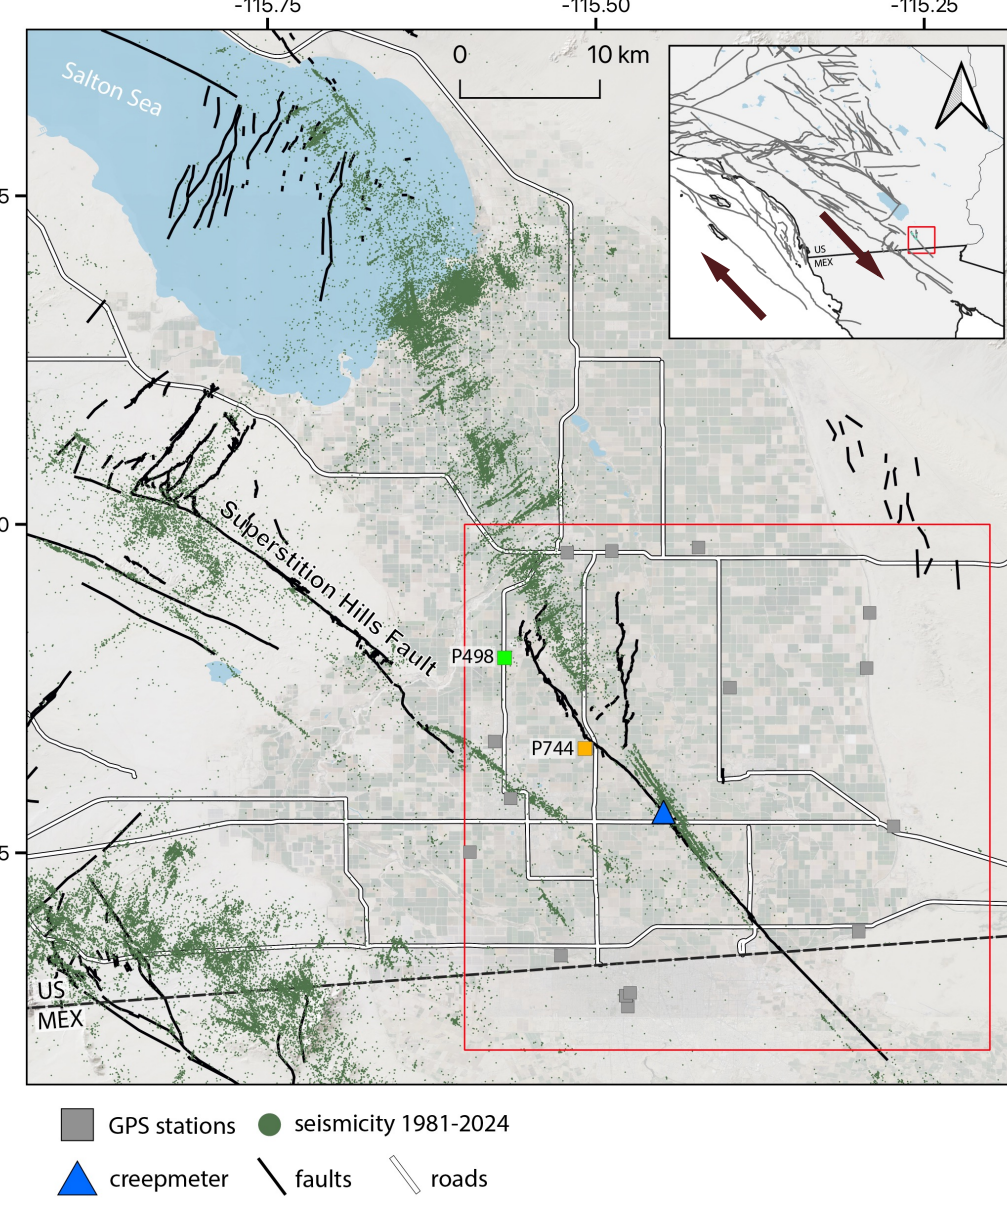 -115.75 -115.50 -115.25
Salton Sea
0 10 km
US
MEX
5
0
Superstition Hills Fault
P498
P744
5
US
MEX
GPS stations
seismicity 1981-2024
creepmeter
faults
roads